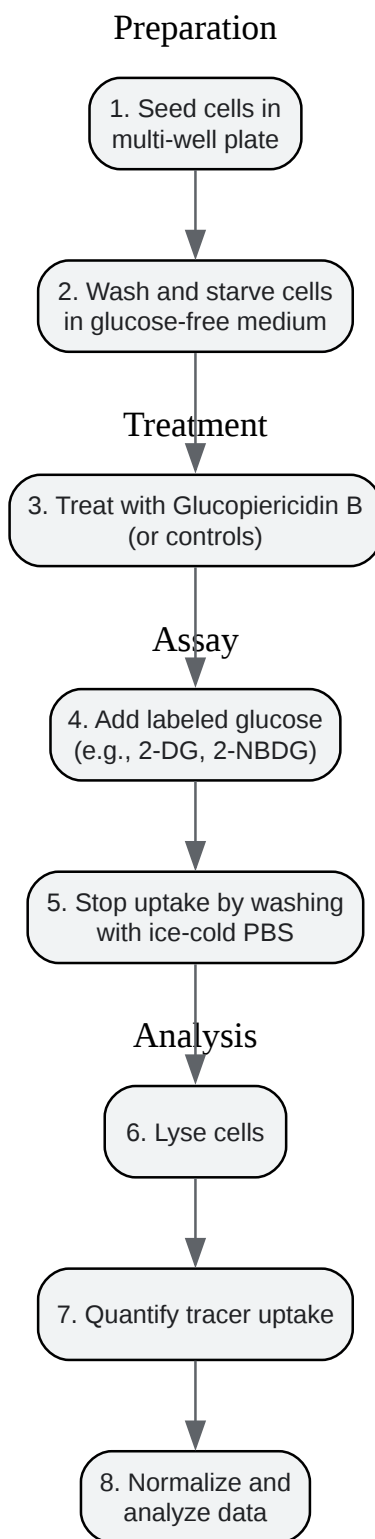 Preparation
1. Seed cells in
multi-well plate
2. Wash and starve cells
in glucose-free medium
Treatment
3. Treat with Glucopiericidin B
(or controls)
Assay
4. Add labeled glucose
(e.g., 2-DG, 2-NBDG)
5. Stop uptake by washing
with ice-cold PBS
Analysis
6. Lyse cells
7. Quantify tracer uptake
8. Normalize and
analyze data